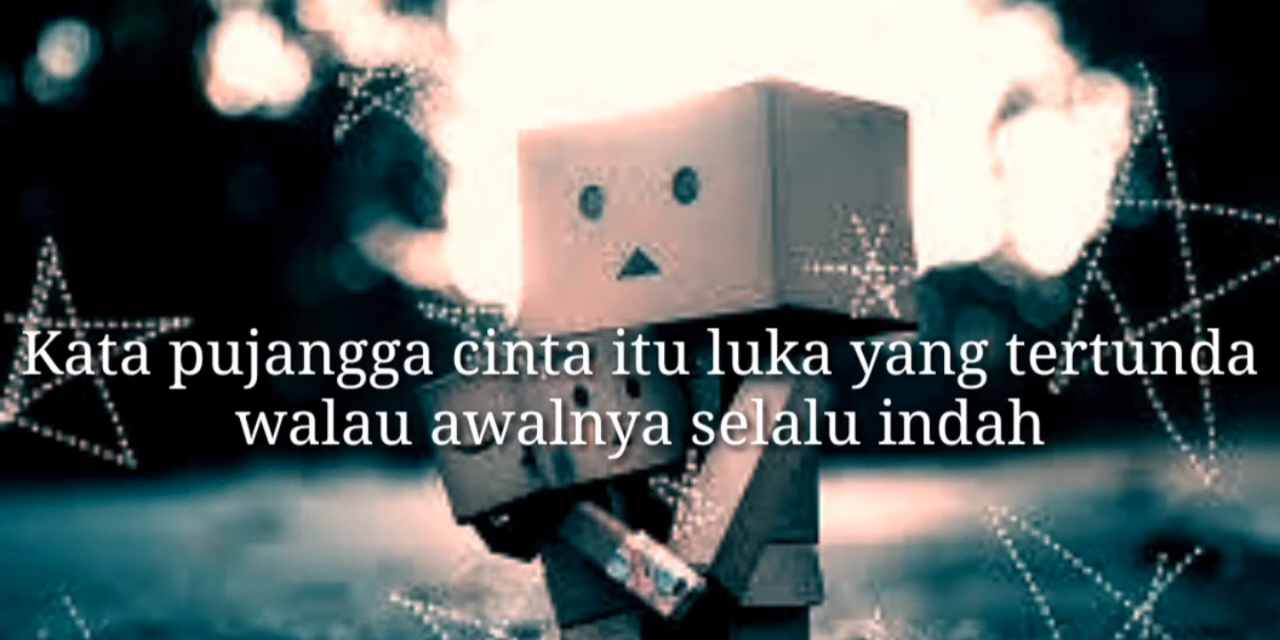 Kata pujangga cinta itu luka yang tertunda
walau awalnya selalu indah